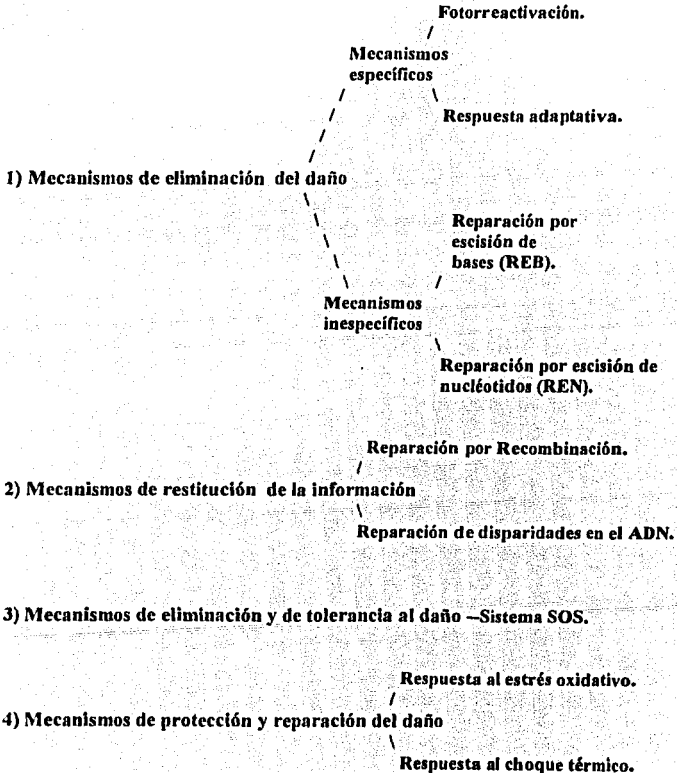 Fotorreactivación.
Mecanismos
específicos
Respuesta adaptativa.
1) Mecanismos de eliminación del daño
Reparación por
escisión de
bases (REB).
Mecanismos
inespecíficos
Reparación por escisión de
nucléotidos (REN).
Reparación por Recombinación.
2) Mecanismos de restitución de la información
Reparación de disparidades en el ADN.
3) Mecanismos de eliminación y de tolerancia al daño –Sistema SOS.
Respuesta al estrés oxidativo.
4) Mecanismos de protección y reparación del daño
Respuesta al choque térmico.